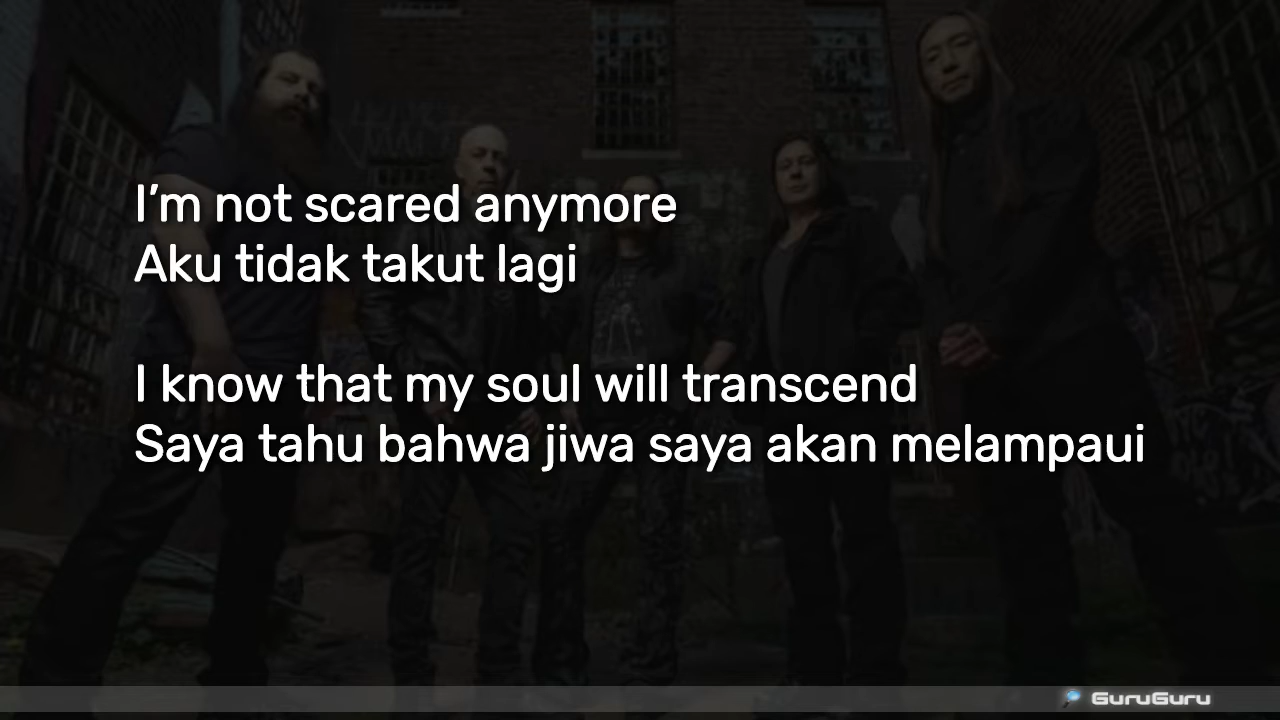 I’m not scared anymore
Aku tidak takut lagi
I know that my soul will transcend
Saya tahu bahwa jiwa saya akan melampaui
GuruGuru